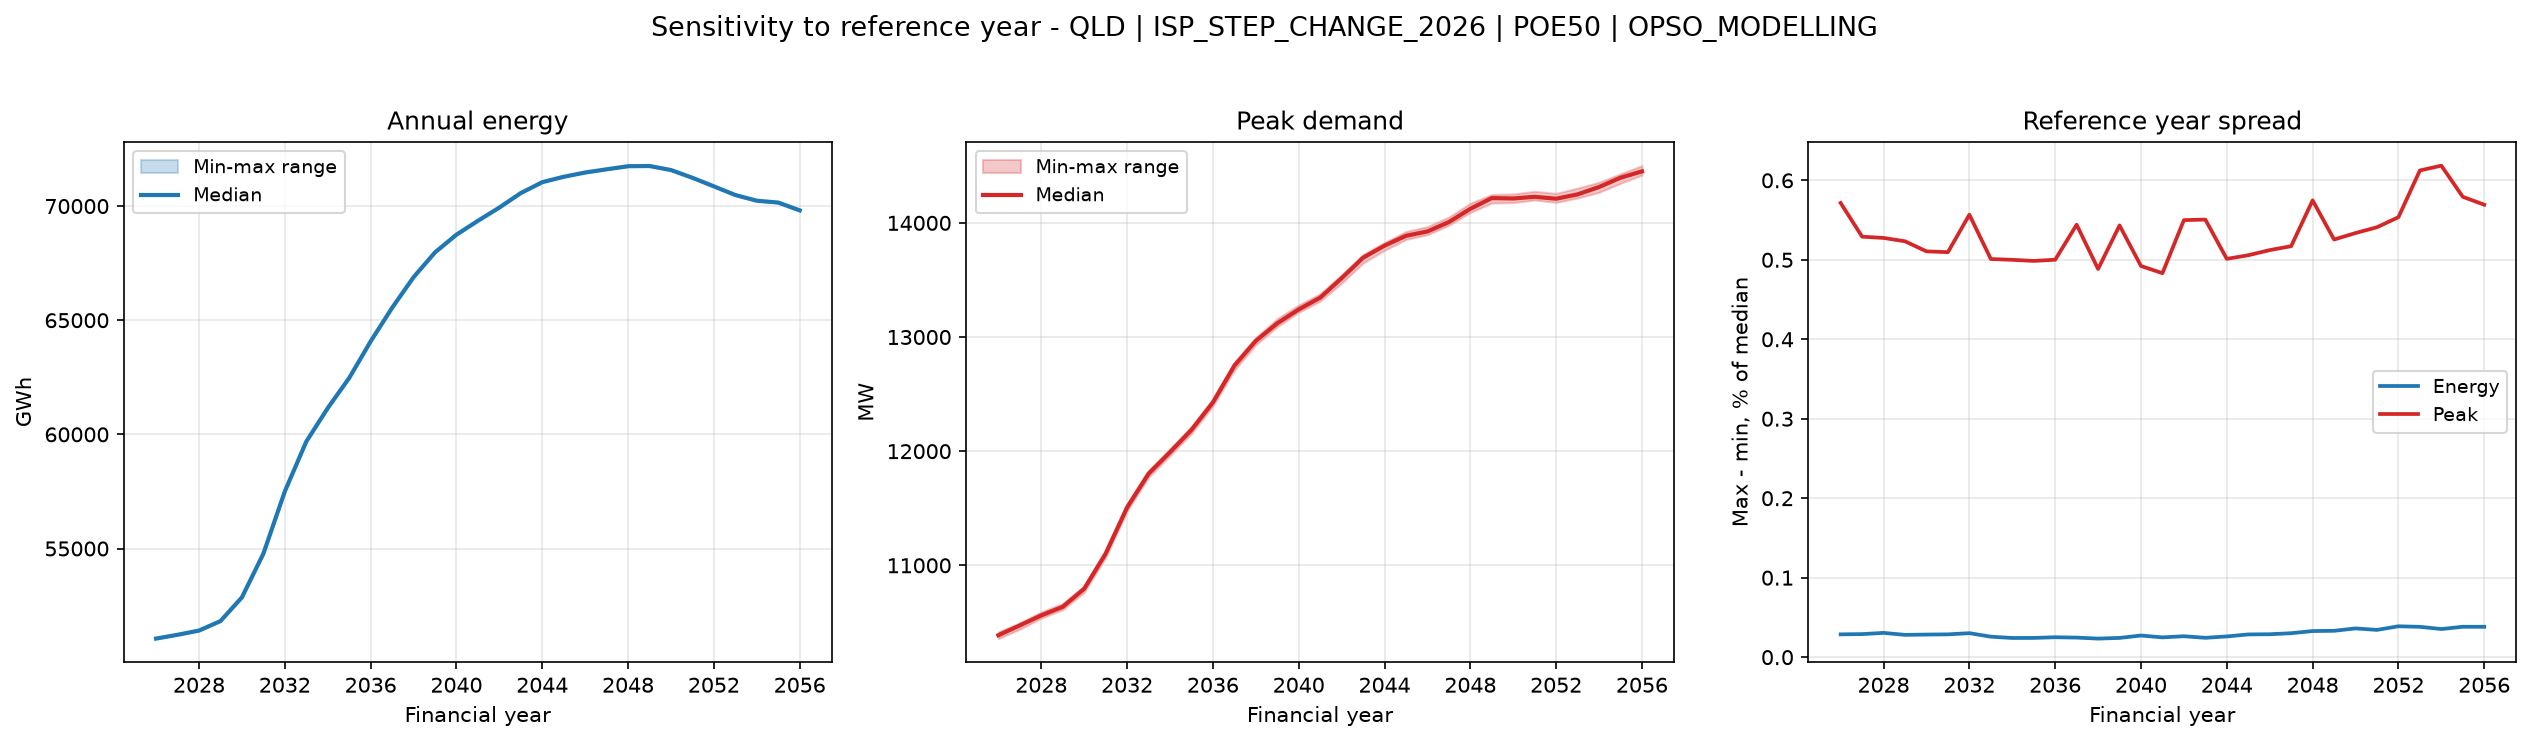 Sensitivity to reference year - QLD | ISP_STEP_CHANGE_2026 | POE50 | OPSO_MODELLING
Annual energy
Min-max range
Median
GWh
70000
65000
60000
55000
2028 2032 2036 2040 2044 2048 2052 2056
Financial year
Peak demand
Min-max range
Median
MW
14000
13000
12000
11000
2028 2032 2036 2040 2044 2048 2052 2056
Financial year
Reference year spread
Max - min, % of median
0.6
0.5
0.4
0.3
0.2
0.1
0.0
Energy
Peak
2028 2032 2036 2040 2044 2048 2052 2056
Financial year